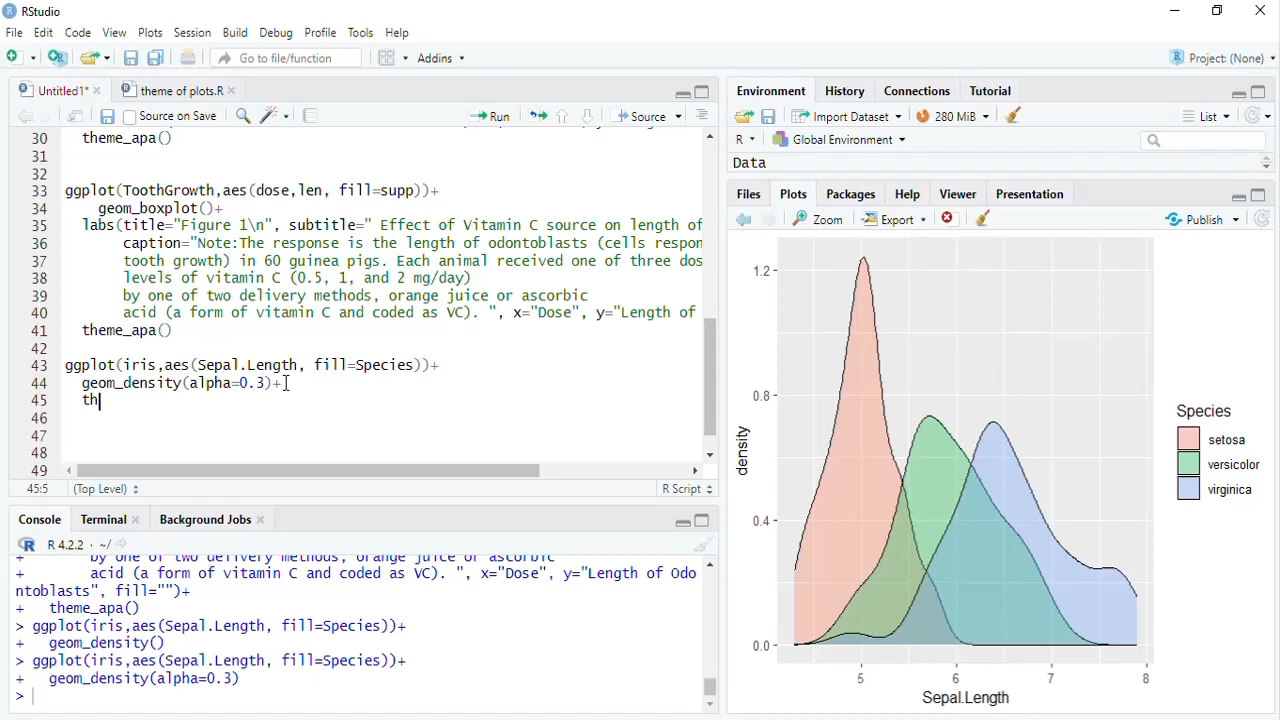 RStudio
File Edit Code View Plots Session Build Debug Profile Tools Help
Go to file/function Addins Project: (None)
Untitled1* theme of plots.R
Source on Save Run Source
30 theme_apa()
31
32
33 ggplot(ToothGrowth,aes(dose,len, fill=supp))+
34 geom_boxplot()+
35 labs(title="Figure 1\n", subtitle=" Effect of Vitamin C source on length of
36 caption="Note:The response is the length of odontoblasts (cells respon
37 tooth growth) in 60 guinea pigs. Each animal received one of three dos
38 levels of vitamin C (0.5, 1, and 2 mg/day)
39 by one of two delivery methods, orange juice or ascorbic
40 acid (a form of vitamin C and coded as VC). ", x="Dose", y="Length of
41 theme_apa()
42
43 ggplot(iris,aes(Sepal.Length, fill=Species))+
44 geom_density(alpha=0.3)+
45 th
46
47
48
49
45:5 (Top Level) R Script
Console Terminal Background Jobs
R 4.2.2 · ~/
+ by one of two delivery methods, orange juice or ascorbic
+ acid (a form of vitamin C and coded as VC). ", x="Dose", y="Length of Odo
ntoblasts", fill="")+
+ theme_apa()
> ggplot(iris,aes(Sepal.Length, fill=Species))+
+ geom_density()
> ggplot(iris,aes(Sepal.Length, fill=Species))+
+ geom_density(alpha=0.3)
>
Environment History Connections Tutorial
Import Dataset 280 MiB List
R Global Environment
Data
Files Plots Packages Help Viewer Presentation
Zoom Export Publish
1.2
0.8
0.4
0.0
density
5 6 7 8
Sepal.Length
Species
setosa
versicolor
virginica